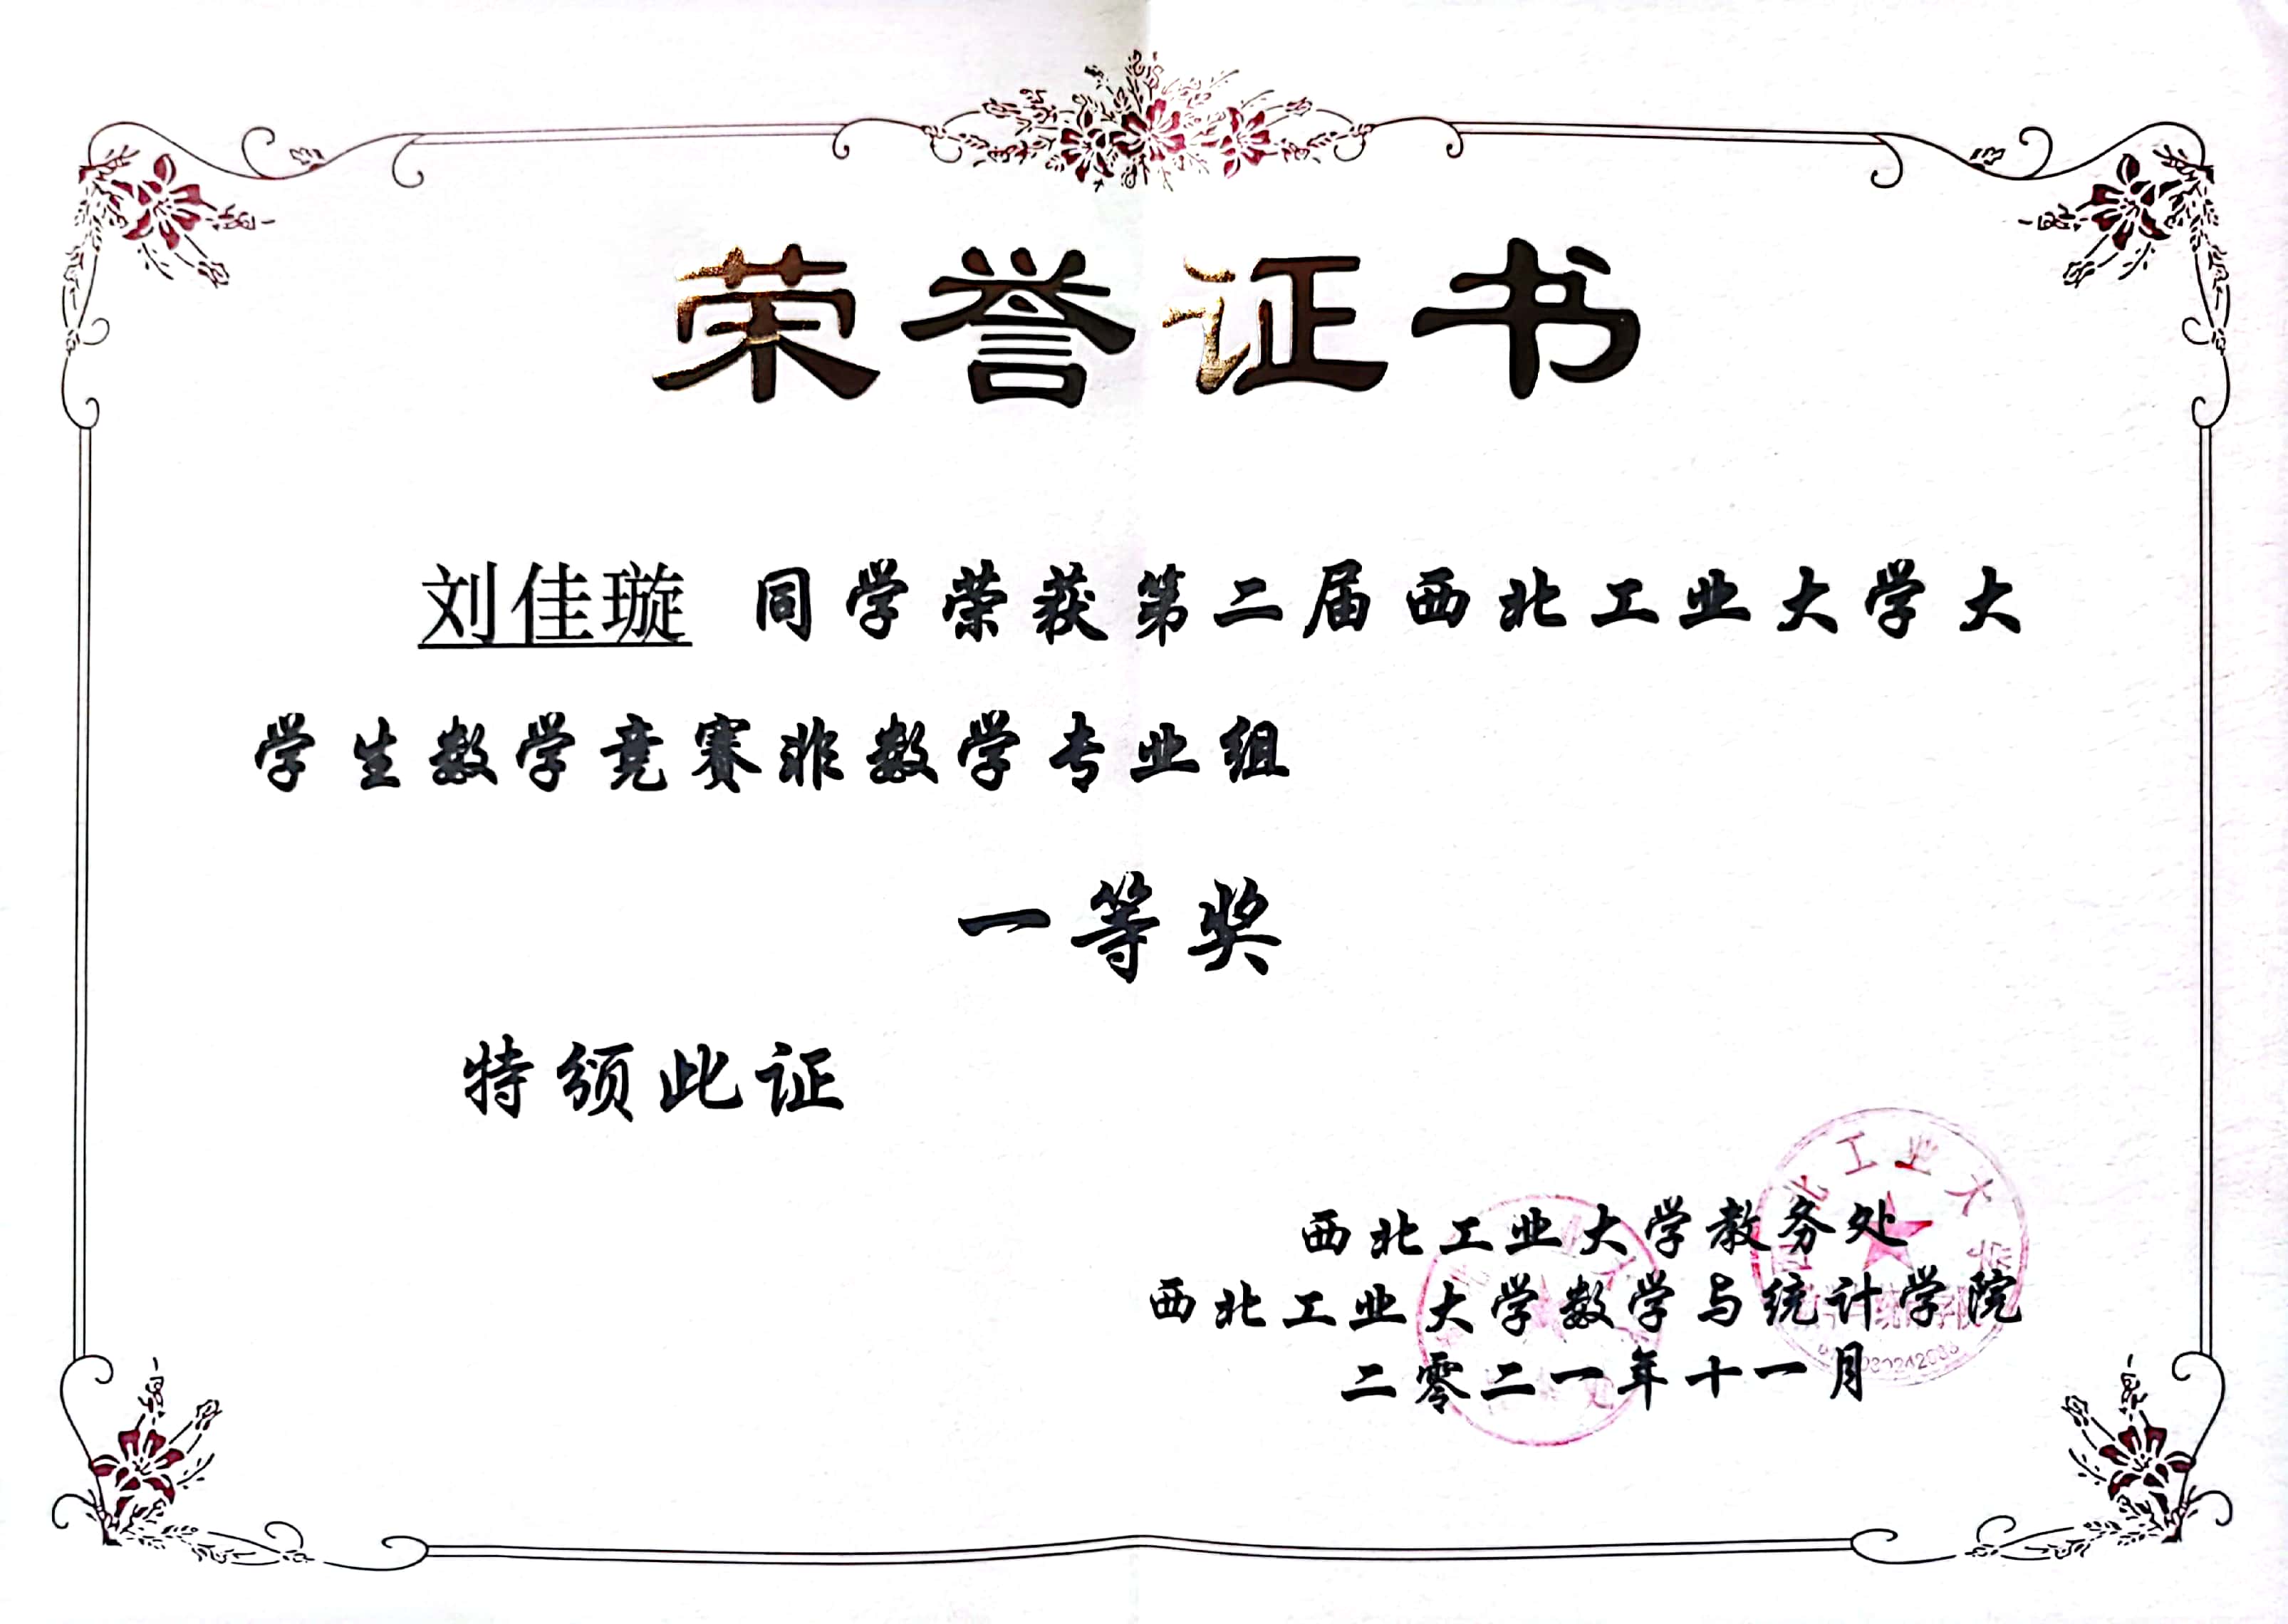 荣誉证书
刘佳璇 同学荣获第二届西北工业大学大
学生数学竞赛非数学专业组
一等奖
特颁此证
西北工业大学教务处
西北工业大学数学与统计学院
二零二一年十一月